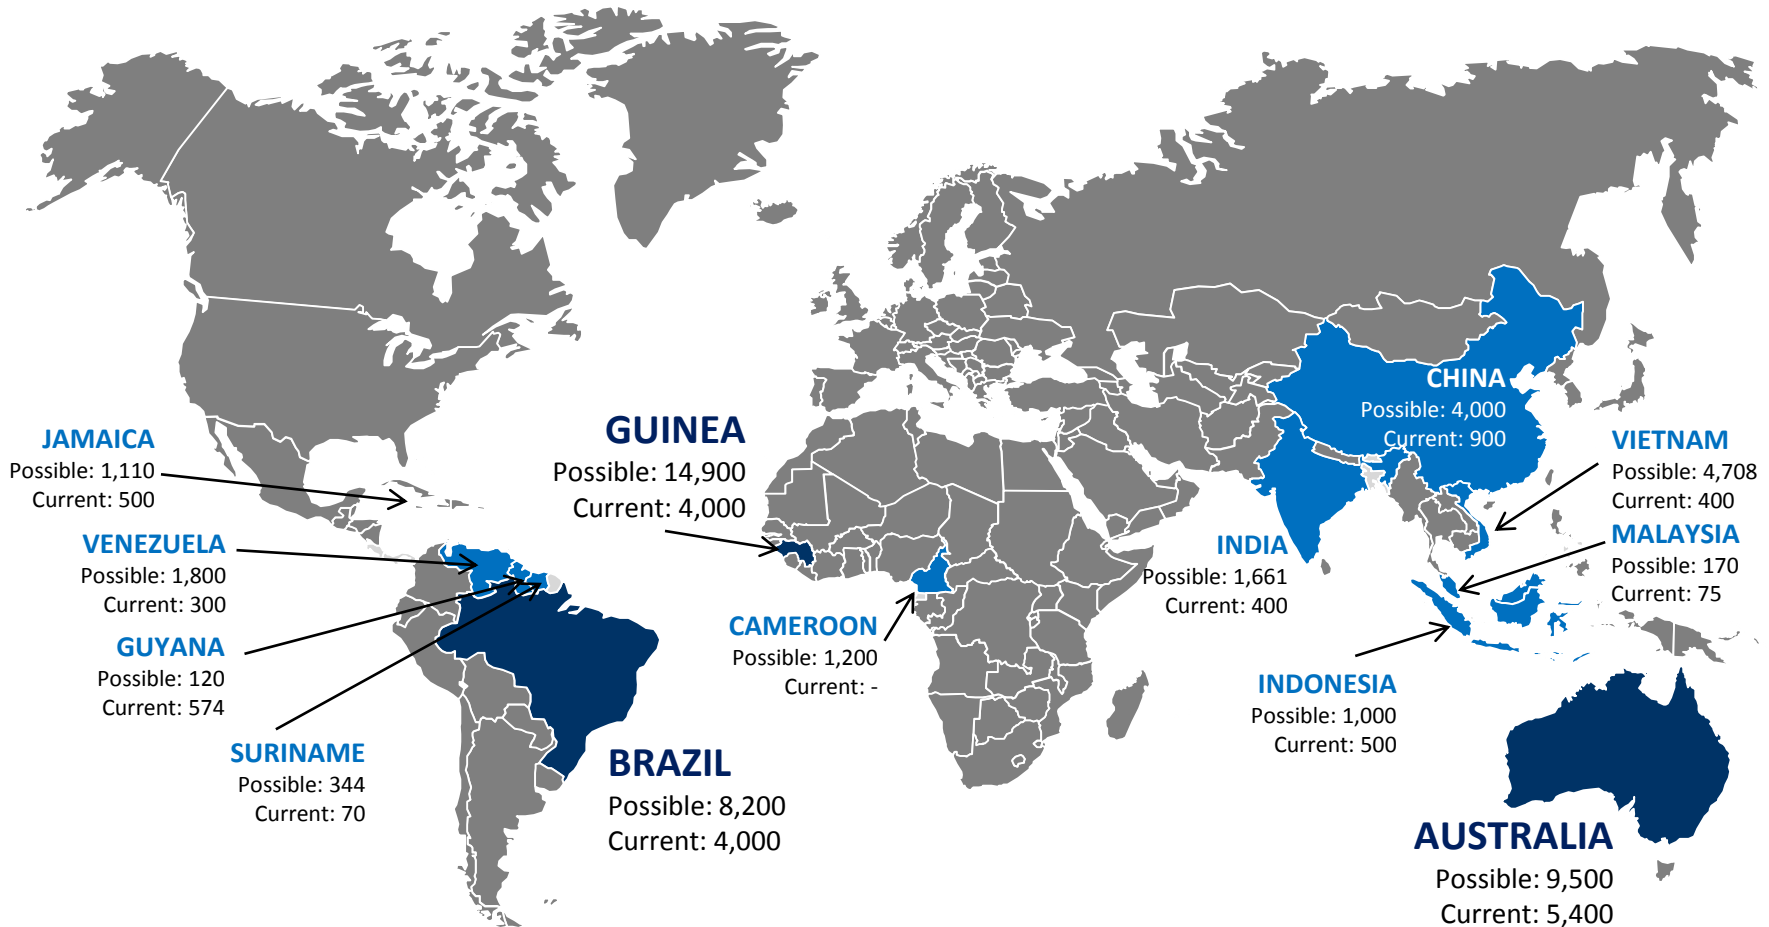 JAMAICA
Possible: 1,110
Current: 500
VENEZUELA
Possible: 1,800
Current: 300
GUYANA
Possible: 120
Current: 574
SURINAME
Possible: 344
Current: 70
BRAZIL
Possible: 8,200
Current: 4,000
GUINEA
Possible: 14,900
Current: 4,000
CAMEROON
Possible: 1,200
Current: -
CHINA
Possible: 4,000
Current: 900
INDIA
Possible: 1,661
Current: 400
VIETNAM
Possible: 4,708
Current: 400
MALAYSIA
Possible: 170
Current: 75
INDONESIA
Possible: 1,000
Current: 500
AUSTRALIA
Possible: 9,500
Current: 5,400